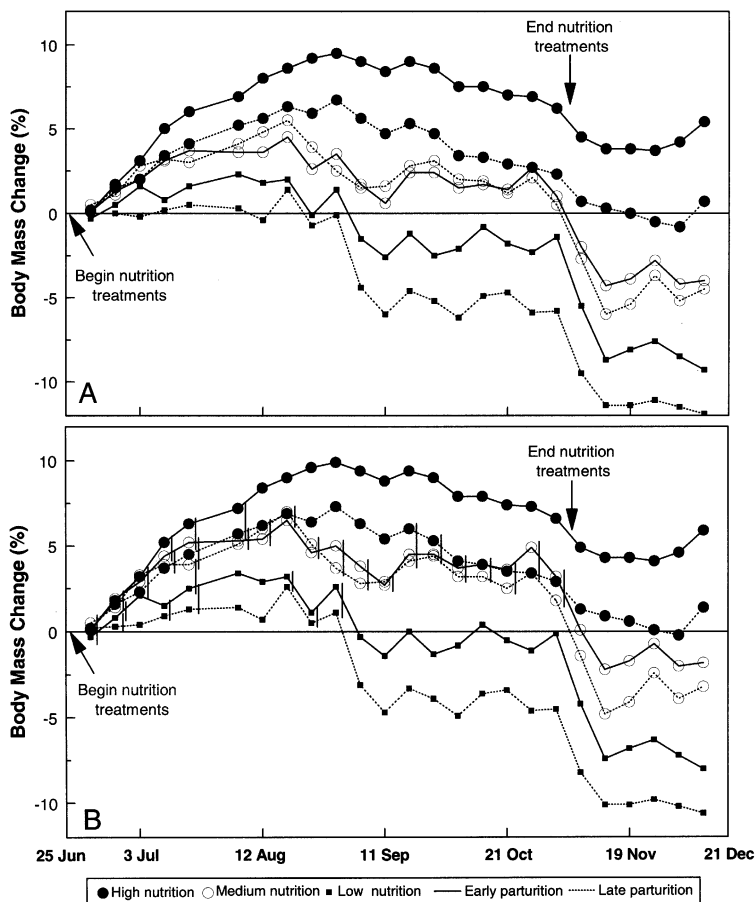 10
5
0
-5
-10
Body Mass Change (%)
End nutrition
treatments
Begin nutrition
treatments
A
10
5
0
-5
-10
Body Mass Change (%)
End nutrition
treatments
Begin nutrition
treatments
B
25 Jun 3 Jul 12 Aug 11 Sep 21 Oct 19 Nov 21 Dec
High nutrition Medium nutrition Low nutrition Early parturition Late parturition